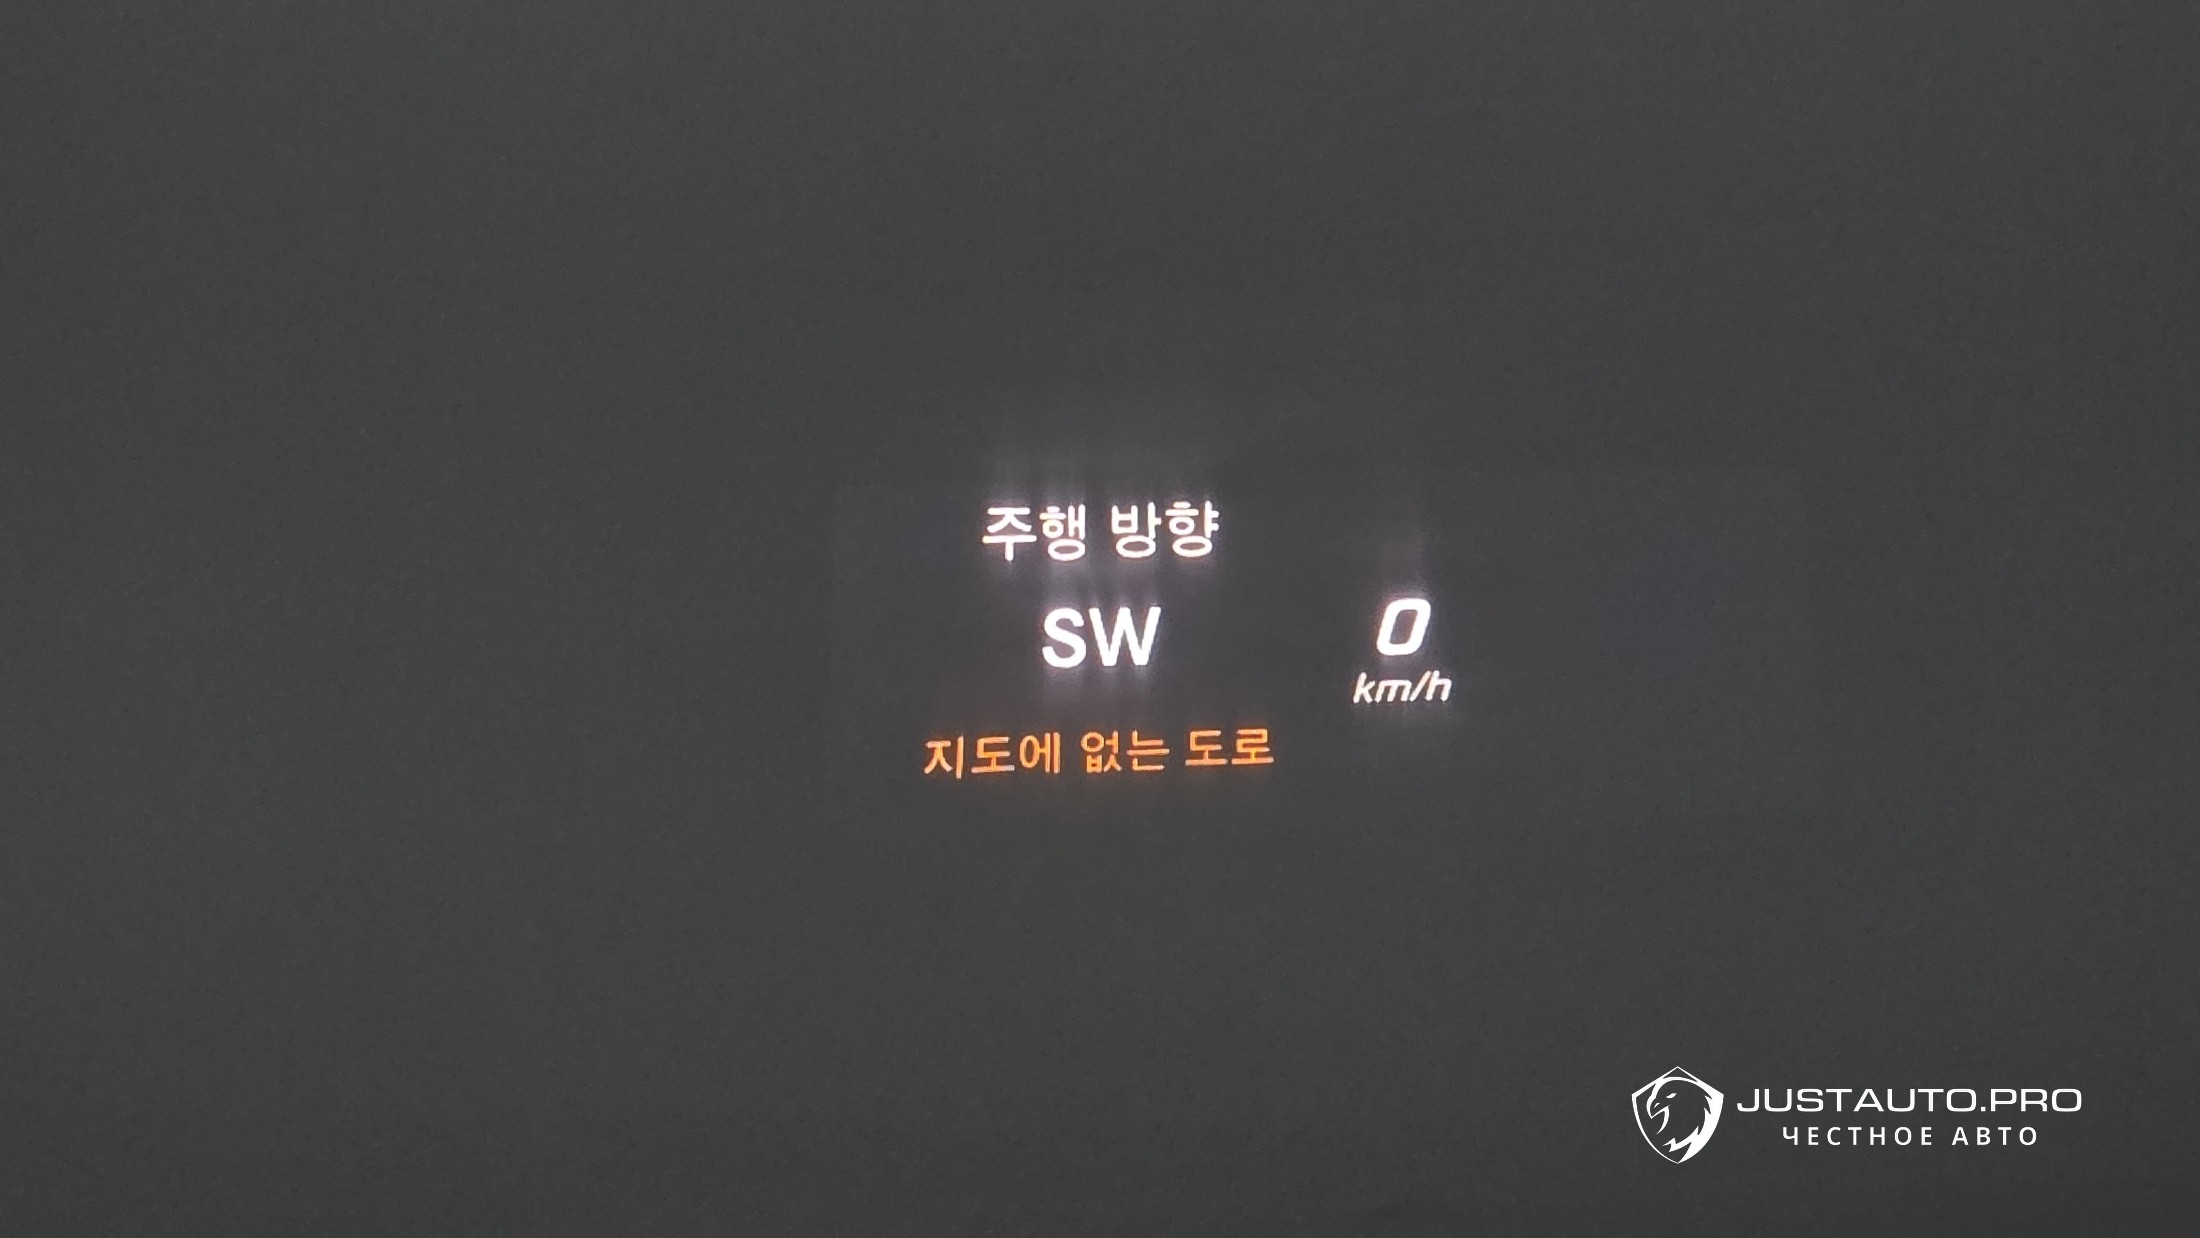 주행 방향
SW
0
km/h
지도에 없는 도로
JUSTAUTO.PRO
ЧЕСТНОЕ АВТО